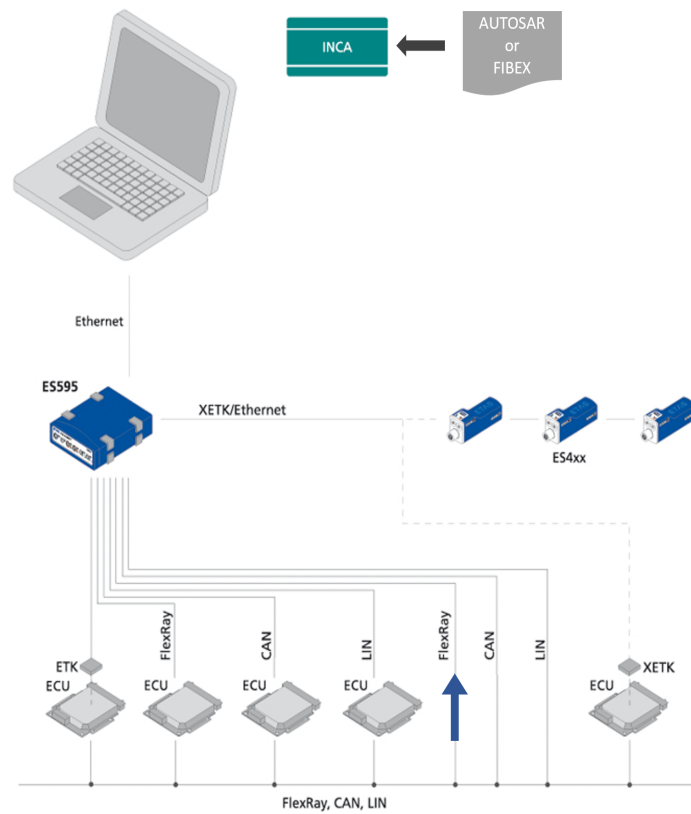 INCA
AUTOSAR
or
FIBEX
Ethernet
ES595
XETK/Ethernet
ES4xx
FlexRay
CAN
LIN
FlexRay
CAN
LIN
ETK
XETK
ECU
ECU
ECU
ECU
ECU
FlexRay, CAN, LIN